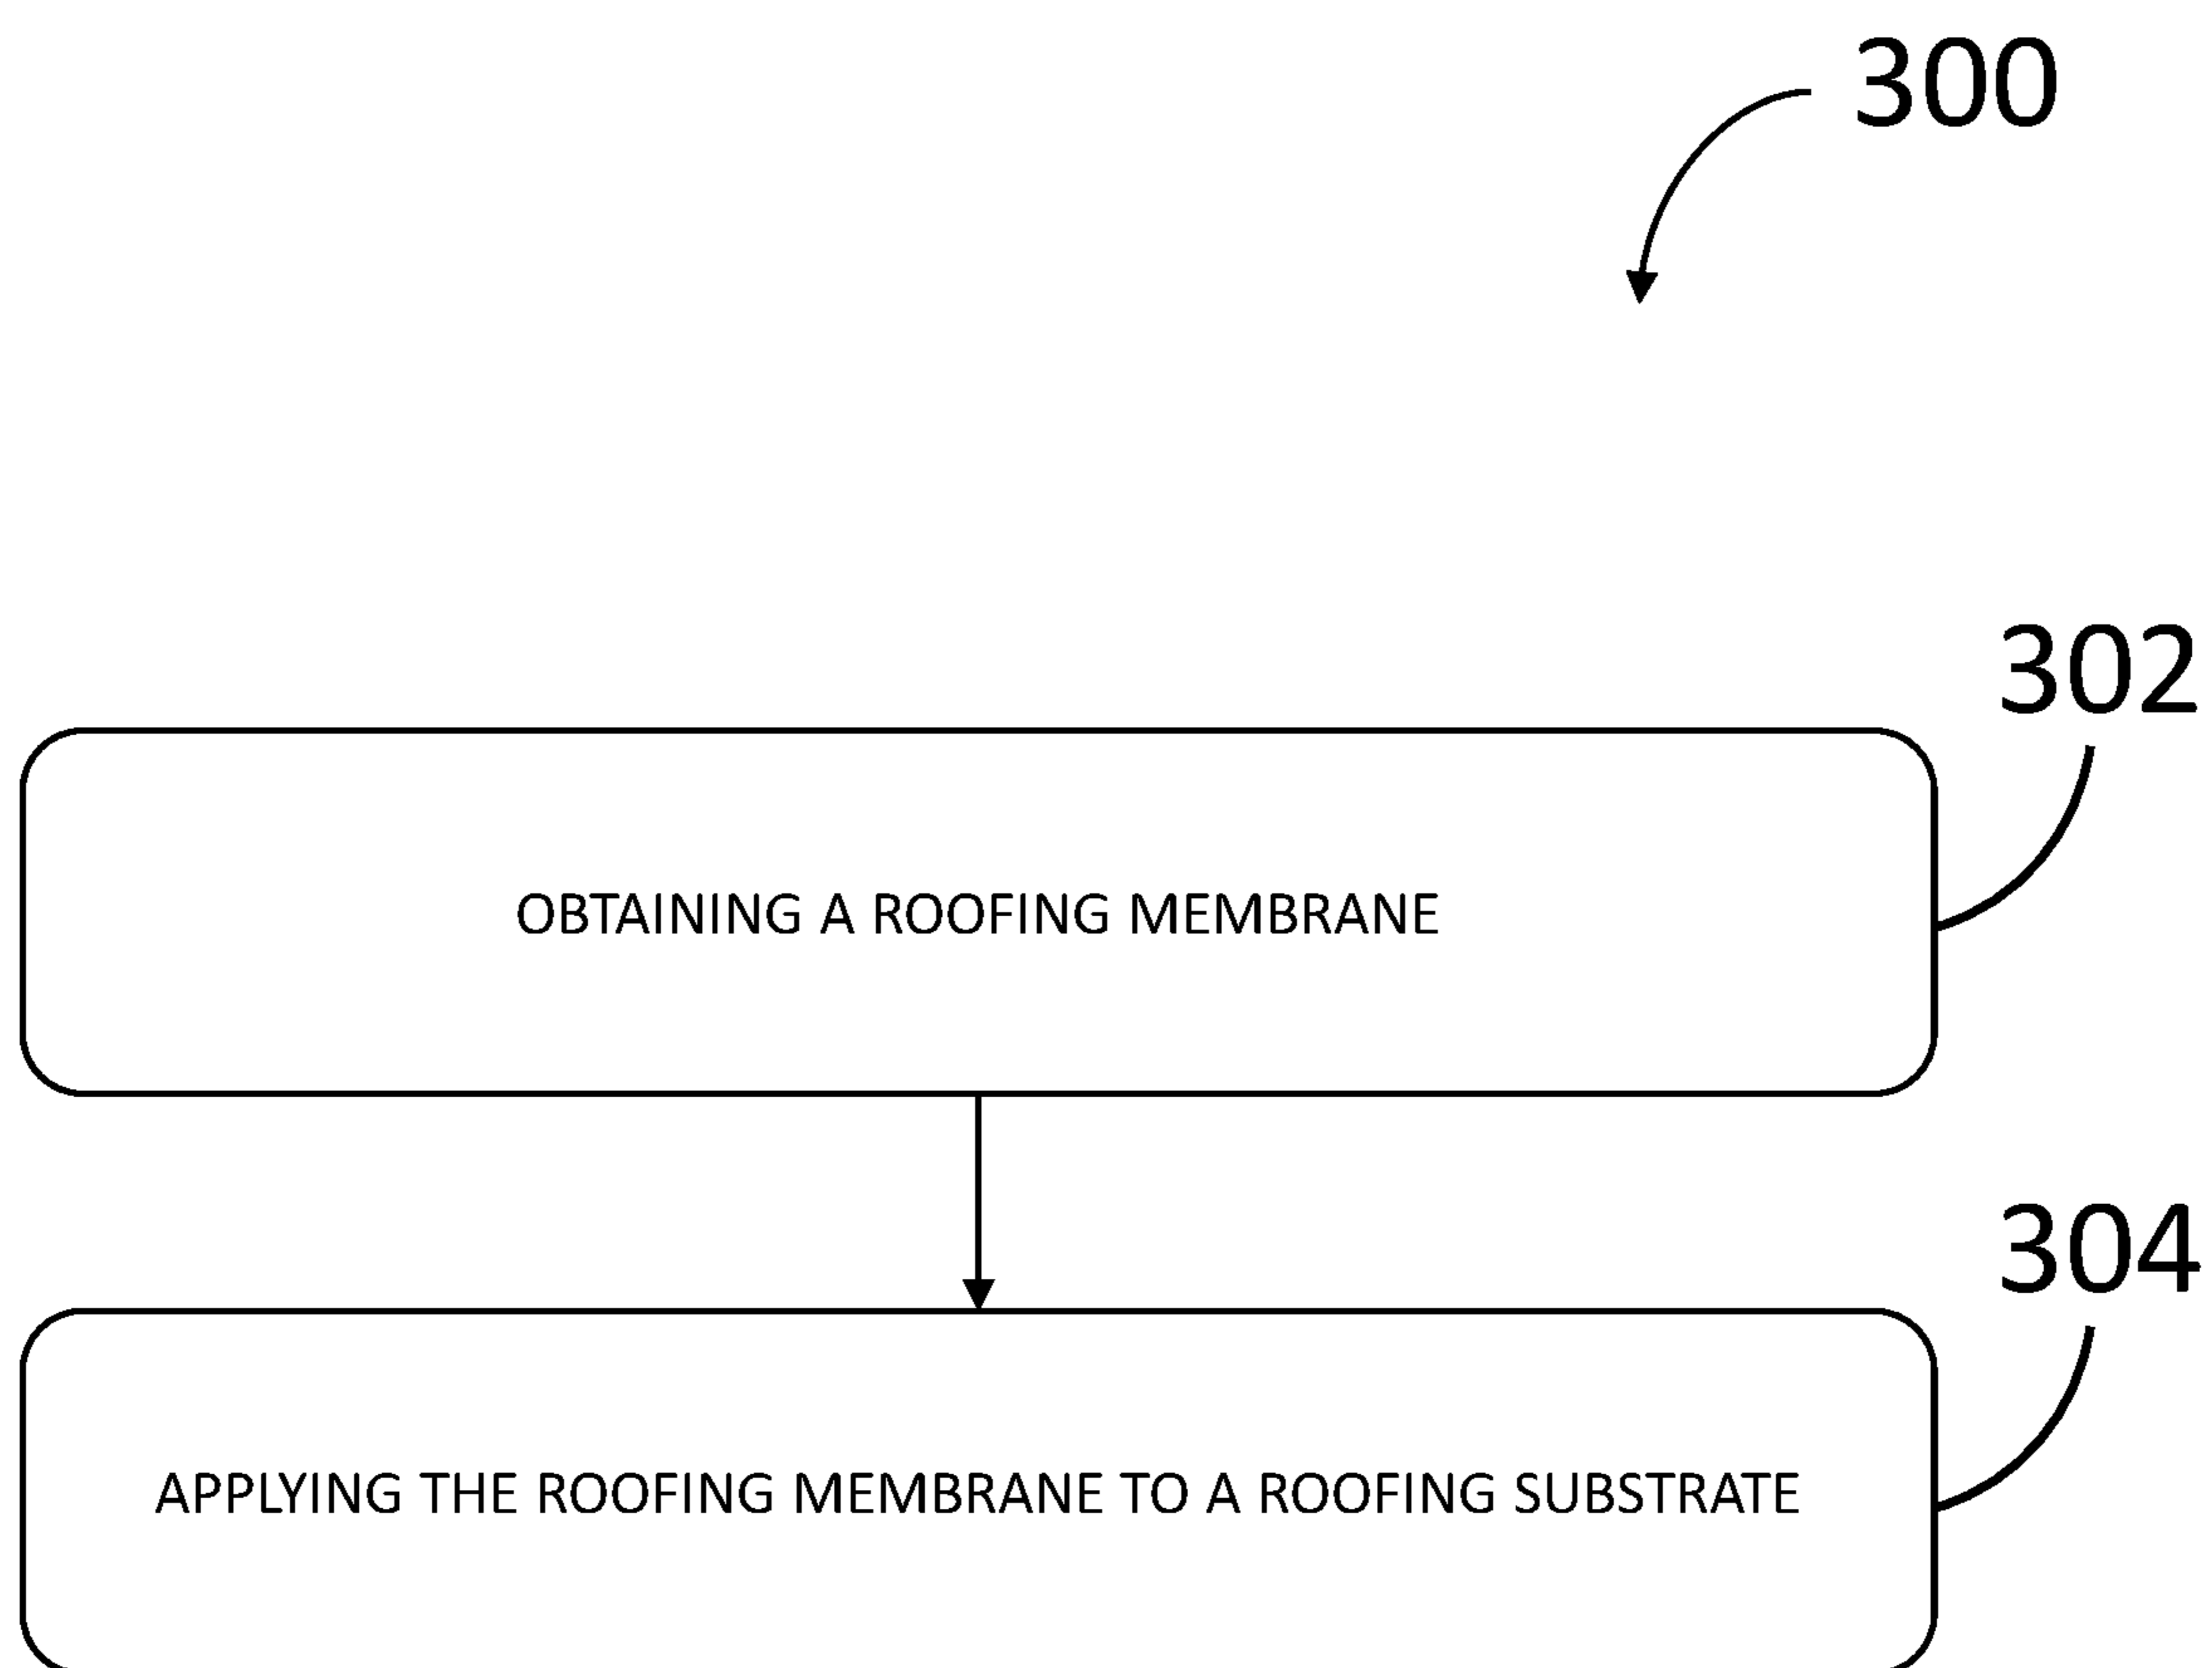 300
302
OBTAINING A ROOFING MEMBRANE
304
APPLYING THE ROOFING MEMBRANE TO A ROOFING SUBSTRATE